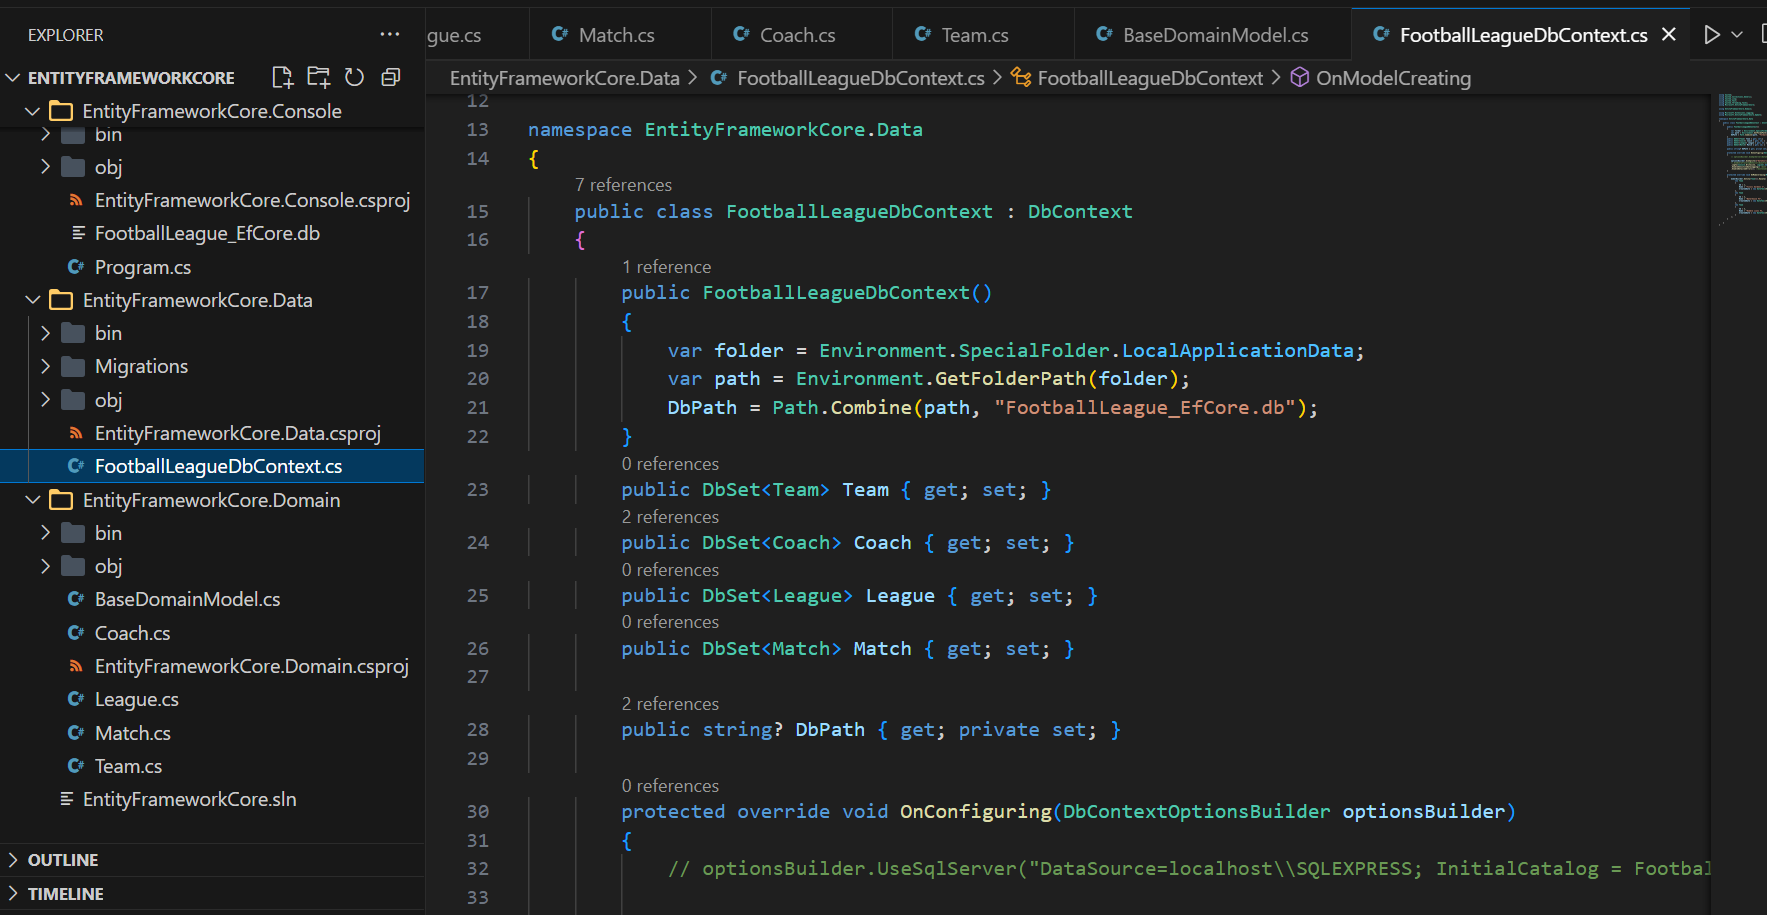 EXPLORER
ENTITYFRAMEWORKCORE
EntityFrameworkCore.Console
bin
obj
EntityFrameworkCore.Console.csproj
FootballLeague_EfCore.db
Program.cs
EntityFrameworkCore.Data
bin
Migrations
obj
EntityFrameworkCore.Data.csproj
FootballLeagueDbContext.cs
EntityFrameworkCore.Domain
bin
obj
BaseDomainModel.cs
Coach.cs
EntityFrameworkCore.Domain.csproj
League.cs
Match.cs
Team.cs
EntityFrameworkCore.sln
OUTLINE
TIMELINE
gue.cs
Match.cs
Coach.cs
Team.cs
BaseDomainModel.cs
FootballLeagueDbContext.cs
EntityFrameworkCore.Data > FootballLeagueDbContext.cs > FootballLeagueDbContext > OnModelCreating
12
13 namespace EntityFrameworkCore.Data
14 {
7 references
15 public class FootballLeagueDbContext : DbContext
16 {
1 reference
17 public FootballLeagueDbContext()
18 {
19 var folder = Environment.SpecialFolder.LocalApplicationData;
20 var path = Environment.GetFolderPath(folder);
21 DbPath = Path.Combine(path, "FootballLeague_EfCore.db");
22 }
0 references
23 public DbSet<Team> Team { get; set; }
2 references
24 public DbSet<Coach> Coach { get; set; }
0 references
25 public DbSet<League> League { get; set; }
0 references
26 public DbSet<Match> Match { get; set; }
27
2 references
28 public string? DbPath { get; private set; }
29
0 references
30 protected override void OnConfiguring(DbContextOptionsBuilder optionsBuilder)
31 {
32 // optionsBuilder.UseSqlServer("DataSource=localhost\\SQLEXPRESS; InitialCatalog = Footbal
33